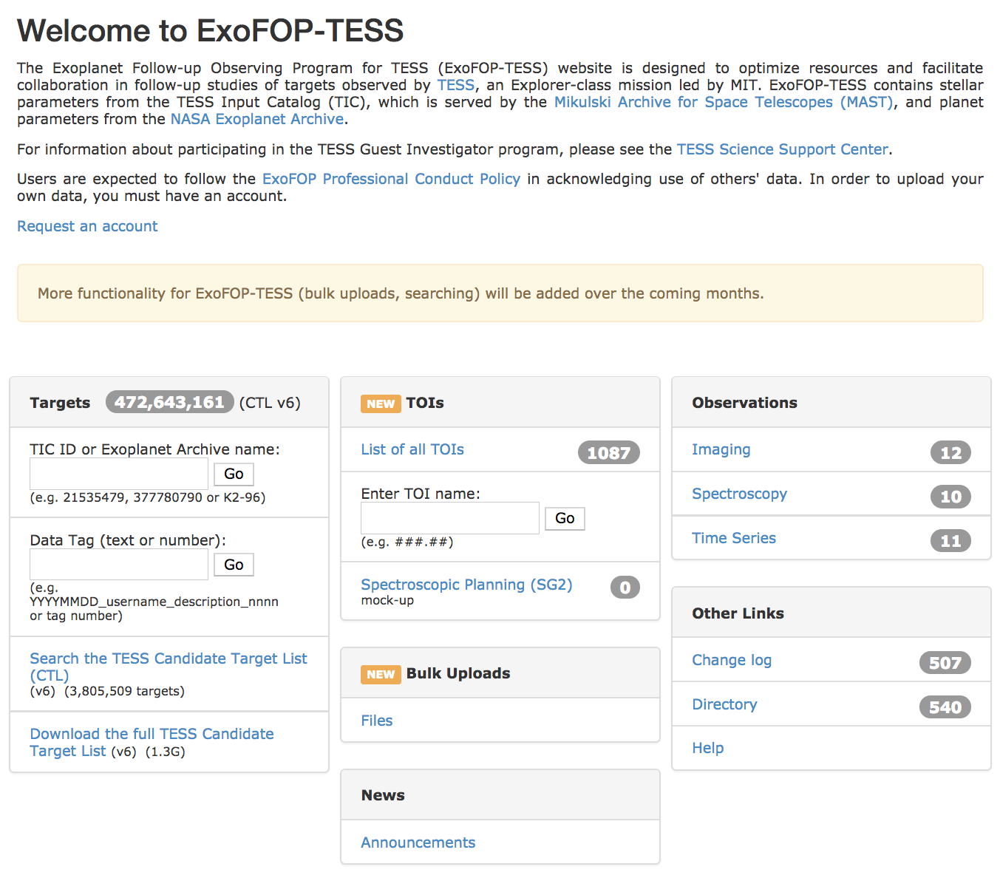 Welcome to ExoFOP-TESS
The Exoplanet Follow-up Observing Program for TESS (ExoFOP-TESS) website is designed to optimize resources and facilitate
collaboration in follow-up studies of targets observed by TESS, an Explorer-class mission led by MIT. ExoFOP-TESS contains stellar
parameters from the TESS Input Catalog (TIC), which is served by the Mikulski Archive for Space Telescopes (MAST), and planet
parameters from the NASA Exoplanet Archive.
For information about participating in the TESS Guest Investigator program, please see the TESS Science Support Center.
Users are expected to follow the ExoFOP Professional Conduct Policy in acknowledging use of others' data. In order to upload your
own data, you must have an account.
Request an account
More functionality for ExoFOP-TESS (bulk uploads, searching) will be added over the coming months.
Targets 472,643,161 (CTL v6)
TIC ID or Exoplanet Archive name:
Go
(e.g. 21535479, 377780790 or K2-96)
Data Tag (text or number):
Go
(e.g.
YYYYMMDD_username_description_nnnn
or tag number)
Search the TESS Candidate Target List
(CTL)
(v6) (3,805,509 targets)
Download the full TESS Candidate
Target List (v6) (1.3G)
NEW TOIs
List of all TOIs 1087
Enter TOI name:
Go
(e.g. ###.##)
Spectroscopic Planning (SG2) 0
mock-up
NEW Bulk Uploads
Files
News
Announcements
Observations
Imaging 12
Spectroscopy 10
Time Series 11
Other Links
Change log 507
Directory 540
Help